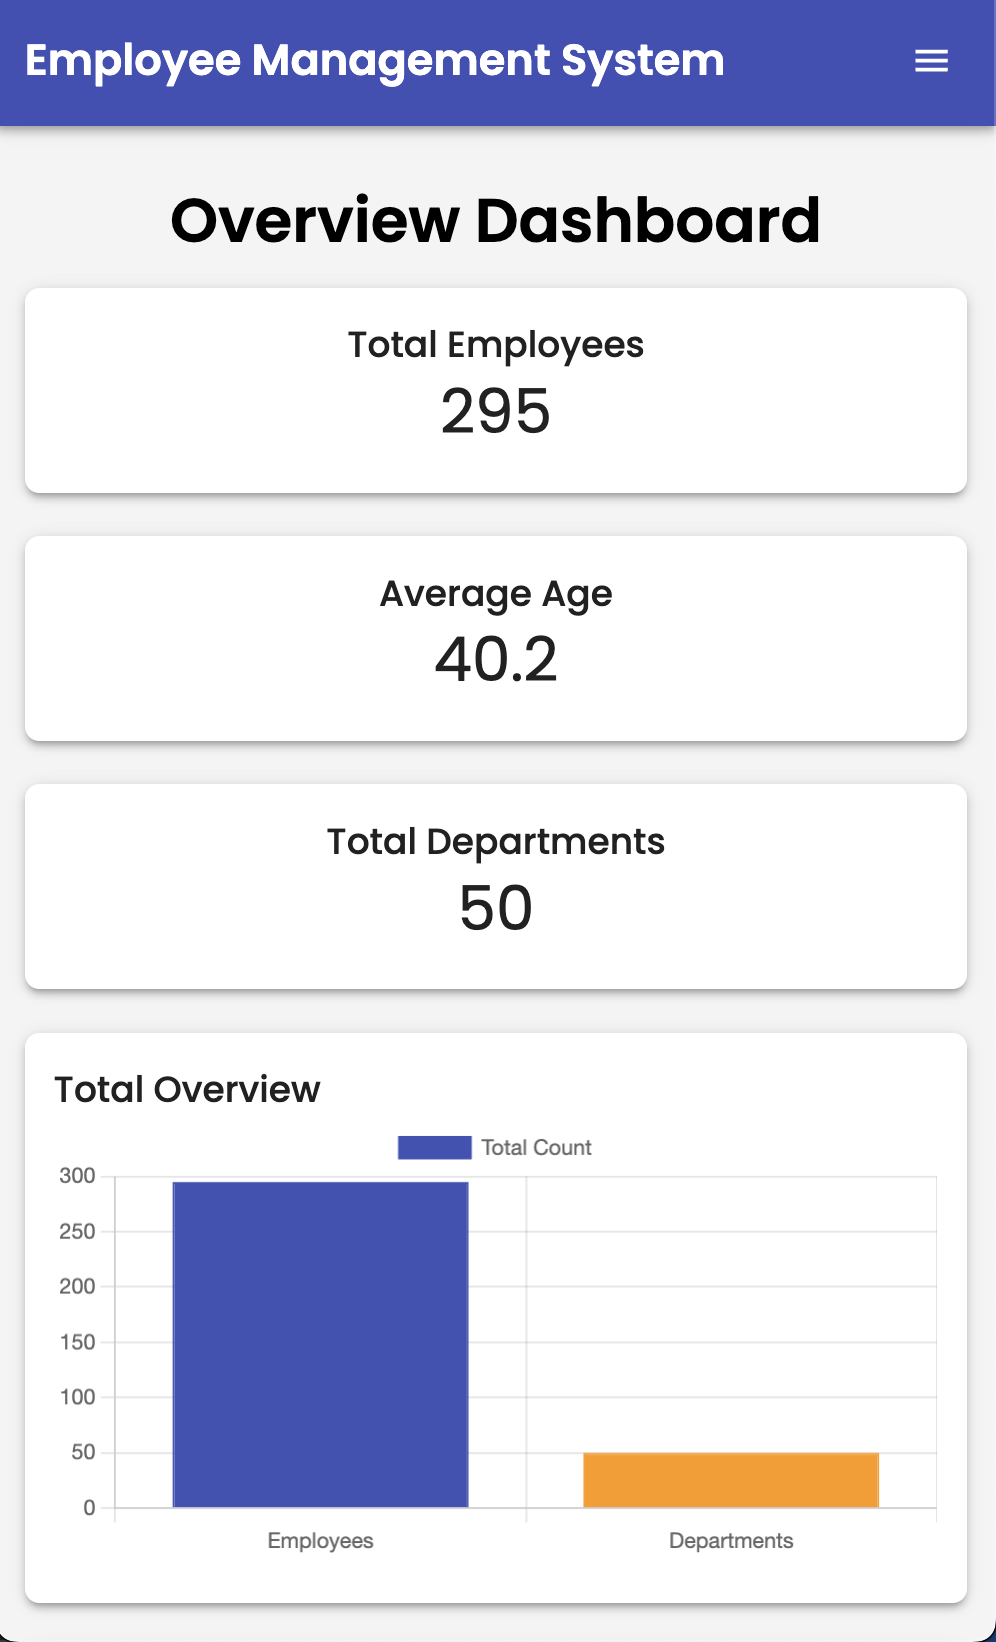 Employee Management System
Overview Dashboard
Total Employees
295
Average Age
40.2
Total Departments
50
Total Overview
Total Count
300
250
200
150
100
50
0
Employees Departments